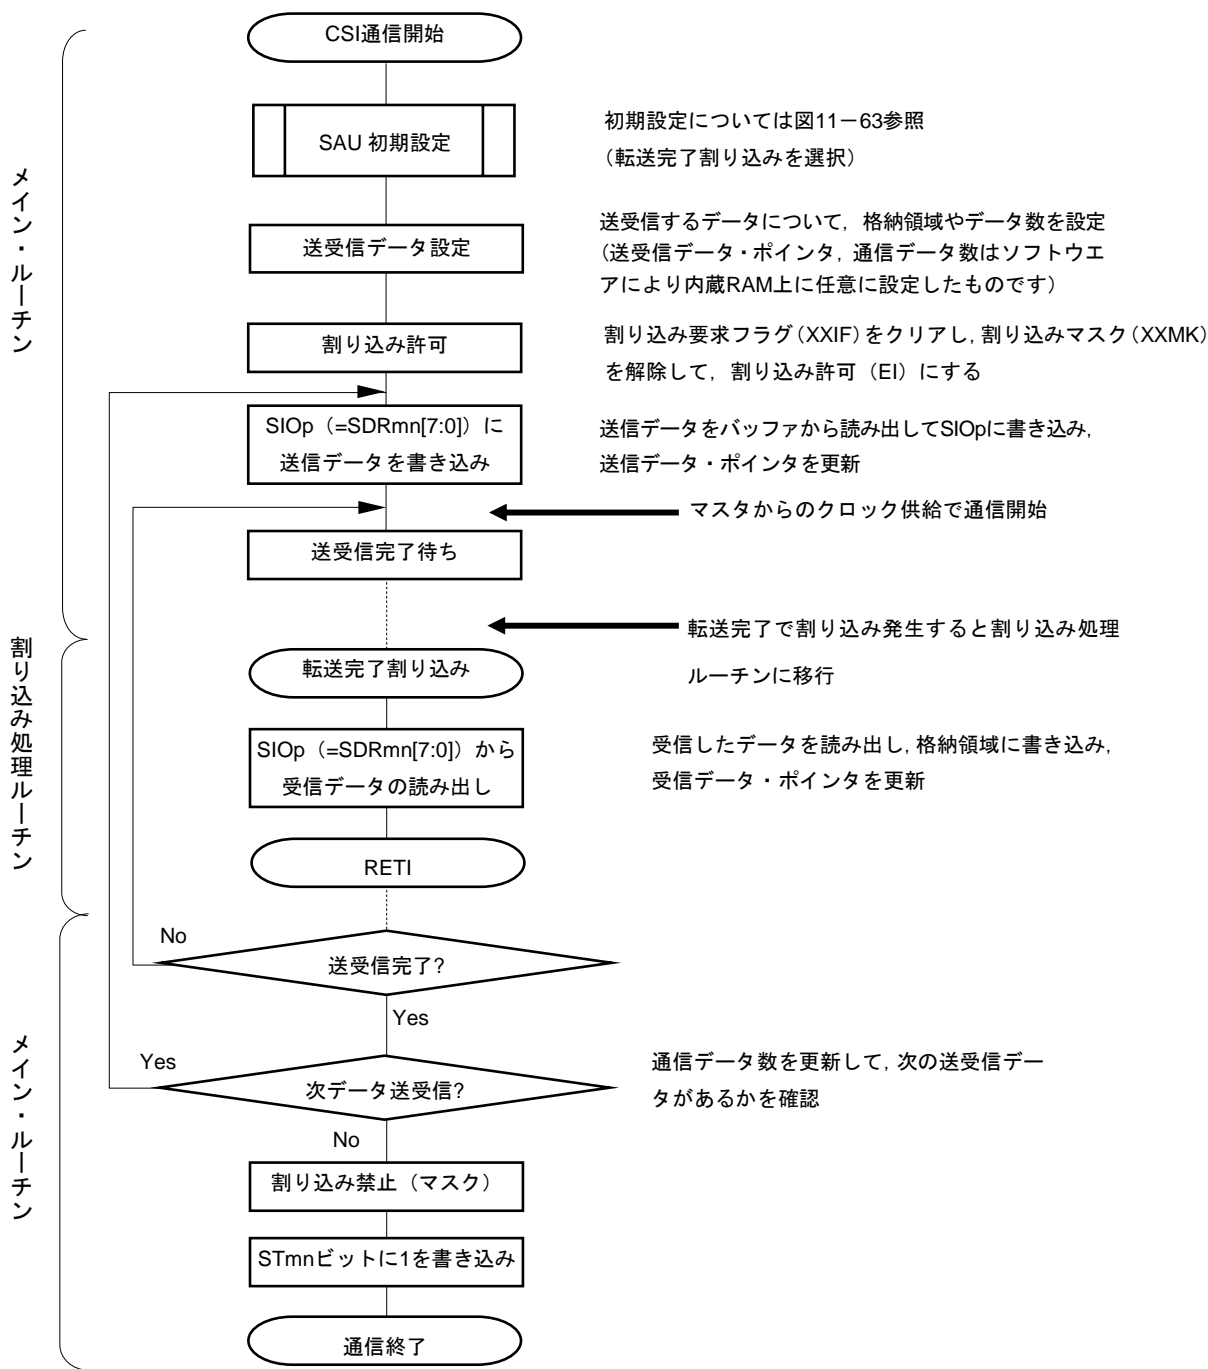 CSI通信開始
SAU 初期設定
初期設定については図11－63参照
（転送完了割り込みを選択）
メイン・ルーチン
送受信データ設定
送受信するデータについて，格納領域やデータ数を設定
（送受信データ・ポインタ，通信データ数はソフトウエ
アにより内蔵RAM上に任意に設定したものです）
割り込み許可
割り込み要求フラグ（XXIF）をクリアし，割り込みマスク（XXMK）
を解除して，割り込み許可（EI）にする
SIOp（=SDRmn[7:0]）に
送信データを書き込み
送信データをバッファから読み出してSIOpに書き込み，
送信データ・ポインタを更新
マスタからのクロック供給で通信開始
送受信完了待ち
転送完了で割り込み発生すると割り込み処理
ルーチンに移行
割り込み処理ルーチン
転送完了割り込み
SIOp（=SDRmn[7:0]）から
受信データの読み出し
受信したデータを読み出し，格納領域に書き込み，
受信データ・ポインタを更新
RETI
No
送受信完了?
Yes
メイン・ルーチン
Yes
次データ送受信?
通信データ数を更新して，次の送受信デー
タがあるかを確認
No
割り込み禁止（マスク）
STmnビットに1を書き込み
通信終了